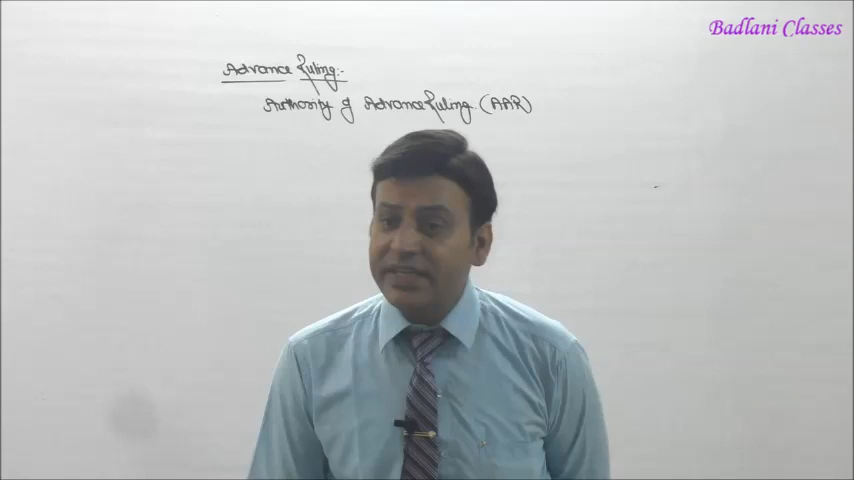 Badlani Classes
Advance Ruling:-
Authority of Advance Ruling. (AAR)